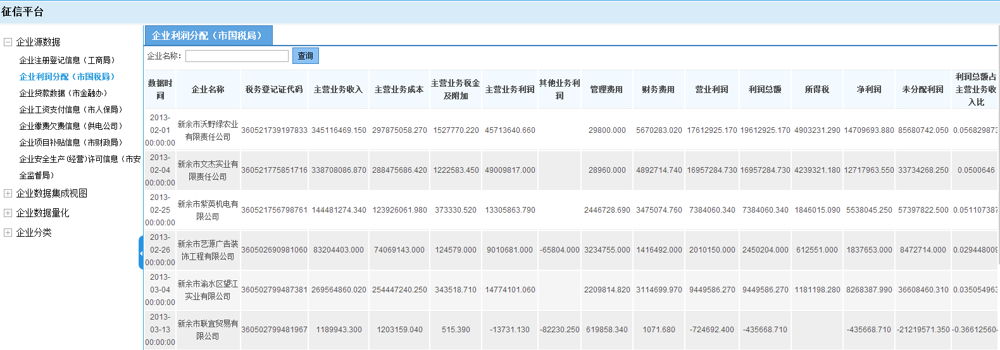 征信平台
企业源数据
企业注册登记信息（工商局）
企业利润分配（市国税局）
企业贷款数据（市金融办）
企业工资支付信息（市人保局）
企业缴费欠费信息（供电公司）
企业项目补贴信息（市财政局）
企业安全生产(经营)许可信息（市安
全监督局）
企业数据集成视图
企业数据量化
企业分类
企业利润分配（市国税局）
企业名称： 查询
数据时间 企业名称 税务登记证代码 主营业务收入 主营业务成本 主营业务税金及附加 主营业务利润 其他业务利润 管理费用 财务费用 营业利润 利润总额 所得税 净利润 未分配利润 利润总额占主营业务收入比
2013-02-01 00:00:00 新余市沃野绿农业有限责任公司 360521739197833 345116469.150 297875058.270 1527770.220 45713640.660 29800.000 5670283.020 17612925.170 19612925.170 4903231.290 14709693.880 85680742.050 0.056829873
2013-02-04 00:00:00 新余市文杰实业有限责任公司 360521775851716 338708086.870 288475686.420 1222583.450 49009817.000 28960.000 4892714.740 16957284.730 16957284.730 4239321.180 12717963.550 33734268.250 0.0500646
2013-02-25 00:00:00 新余市紫英机电有限公司 360521756798761 144481274.340 123926061.980 373330.520 13305863.790 2446728.690 3475074.760 7384060.340 7384060.340 1846015.090 5538045.250 57397822.500 0.051107387
2013-02-26 00:00:00 新余市艺源广告装饰工程有限公司 360502690981060 83204403.000 74069143.000 124579.000 9010681.000 -65804.000 3234755.000 1416492.000 2010150.000 2450204.000 612551.000 1837653.000 8472714.000 0.029448009
2013-03-04 00:00:00 新余市渝水区望江实业有限公司 360502799487381 269564860.020 254447240.250 343518.710 14774101.060 2209814.820 3114699.970 9449586.270 9449586.270 1181198.280 8268387.990 36608460.310 0.035054963
2013-03-13 00:00:00 新余市联宜贸易有限公司 360502799481967 1189943.300 1203159.040 515.390 -13731.130 -82230.250 619858.340 1071.680 -724692.400 -435668.710 -435668.710 -21219571.350 -0.36612560